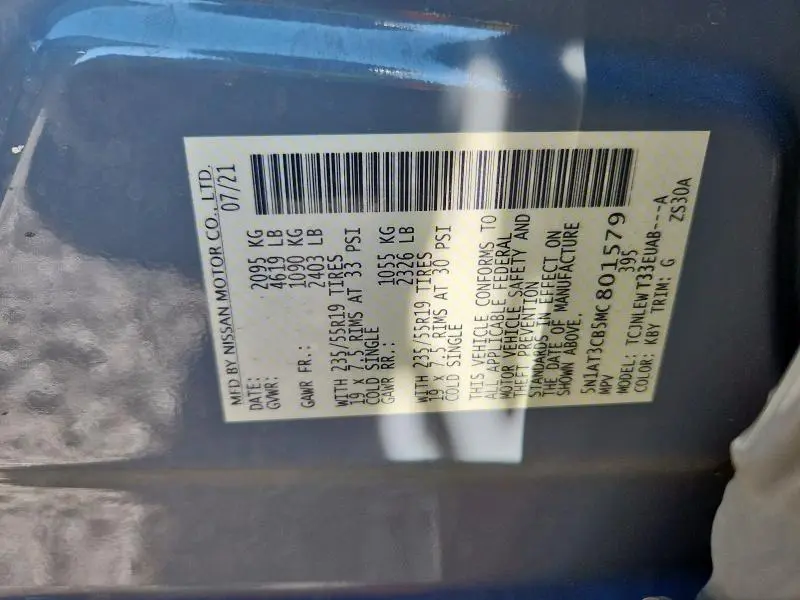 MFD BY NISSAN MOTOR CO., LTD.
DATE: 07/21
GVWR: 2095 KG
4619 LB
GAWR FR.: 1090 KG
2403 LB
WITH 235/55R19 TIRES
19 X 7.5 RIMS AT 33 PSI
COLD SINGLE
GAWR RR.: 1055 KG
2326 LB
WITH 235/55R19 TIRES
19 X 7.5 RIMS AT 30 PSI
COLD SINGLE
THIS VEHICLE CONFORMS TO
ALL APPLICABLE FEDERAL
MOTOR VEHICLE SAFETY AND
THEFT PREVENTION
STANDARDS IN EFFECT ON
THE DATE OF MANUFACTURE
SHOWN ABOVE.
5N1AT3CB5MC801579
MPV 395
MODEL: TCJNLEWT33EUAB---A
COLOR: KBY TRIM: G ZS30A